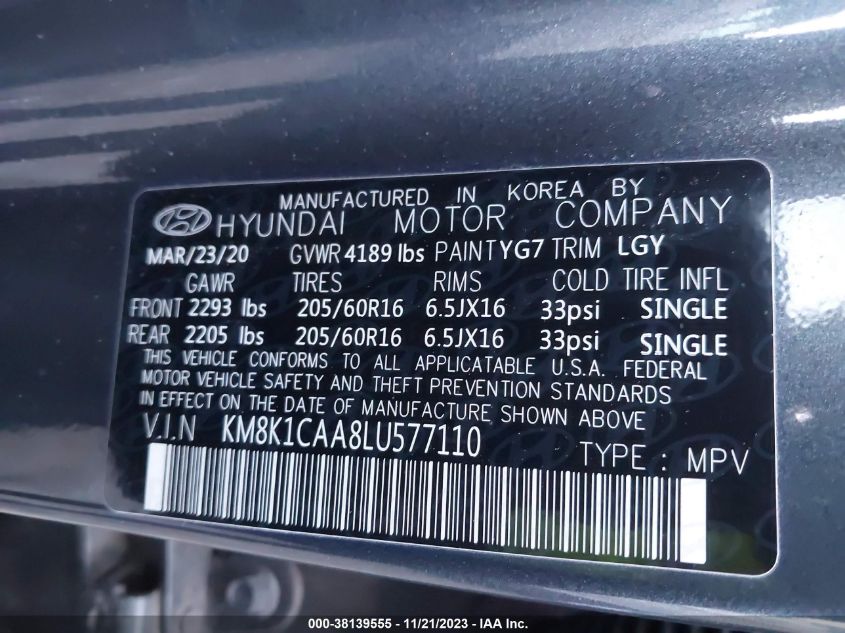 MANUFACTURED IN KOREA BY
HYUNDAI MOTOR COMPANY
MAR/23/20 GVWR 4189 lbs PAINT YG7 TRIM LGY
GAWR TIRES RIMS COLD TIRE INFL
FRONT 2293 lbs 205/60R16 6.5JX16 33psi SINGLE
REAR 2205 lbs 205/60R16 6.5JX16 33psi SINGLE
THIS VEHICLE CONFORMS TO ALL APPLICATABLE U.S.A. FEDERAL
MOTOR VEHICLE SAFETY AND THEFT PREVENTION STANDARDS
IN EFFECT ON THE DATE OF MANUFACTURE SHOWN ABOVE
V.I.N KM8K1CAA8LU577110
TYPE : MPV
000-38139555 - 11/21/2023 - IAA Inc.